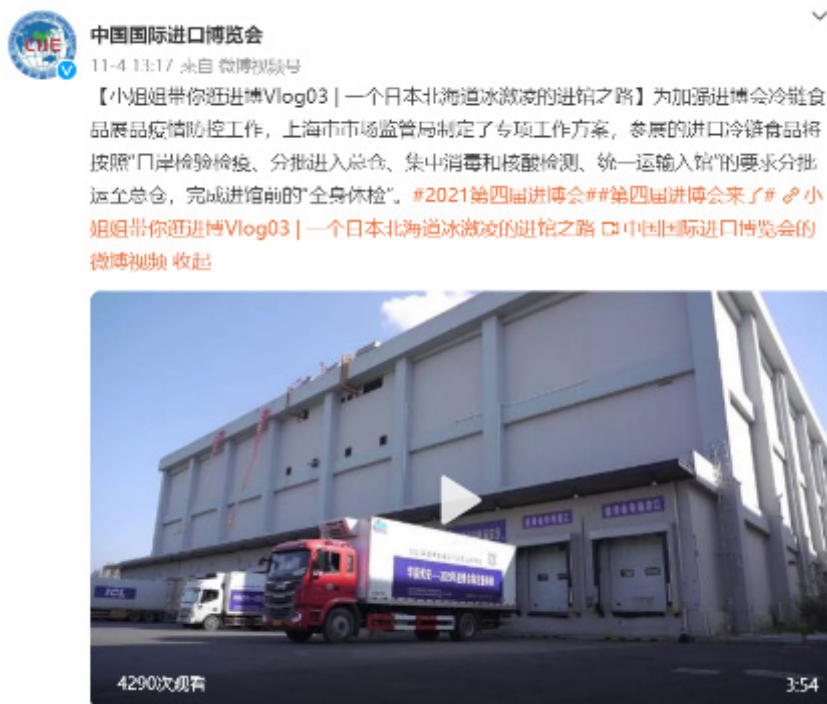 CIIE
中国国际进口博览会
11-4 13:17 来自 微博视频号
【小姐姐带你逛进博Vlog03 | 一个日本北海道冰激凌的进馆之路】为加强进博会冷链食
品展品疫情防控工作，上海市市场监管局制定了专项工作方案，参展的进口冷链食品将
按照“口岸检验检疫、分批进入总仓、集中消毒和核酸检测、统一运输入馆”的要求分批
运至总仓，完成进馆前的“全身体检”。#2021第四届进博会##第四届进博会来了# 小
姐姐带你逛进博Vlog03 | 一个日本北海道冰激凌的进馆之路 中国国际进口博览会的
微博视频 收起
ICL
4290次观看
3:54